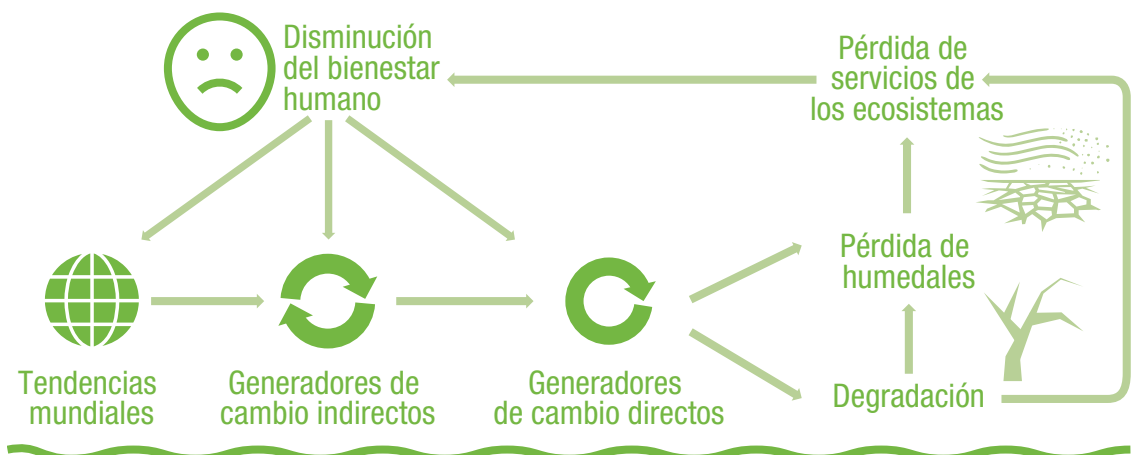 Disminución
del bienestar
humano
Pérdida de
servicios de
los ecosistemas
Pérdida de
humedales
Tendencias
mundiales
Generadores de
cambio indirectos
Generadores
de cambio directos
Degradación